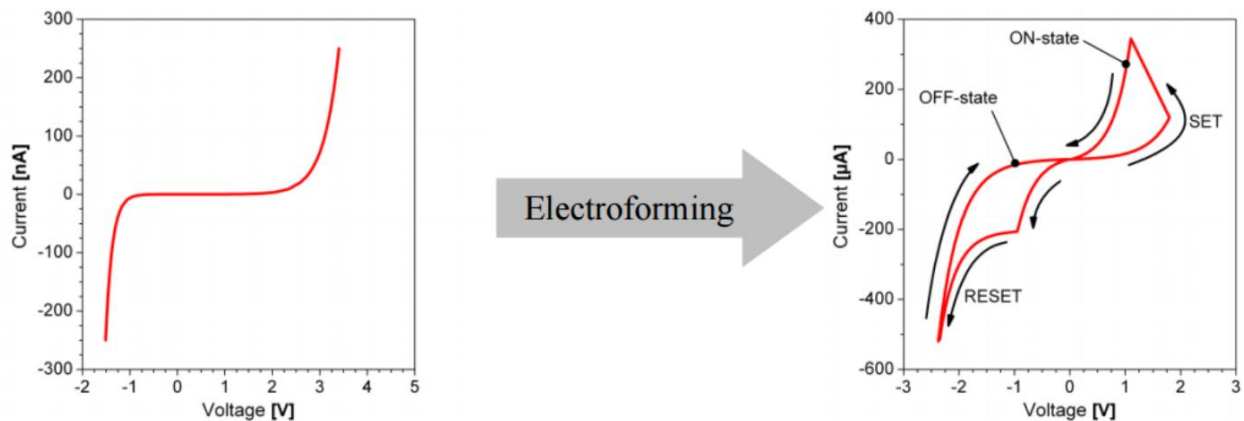 300
200
100
0
-100
-200
-300
-2 -1 0 1 2 3 4 5
Current [nA]
Voltage [V]
Electroforming
400
200
0
-200
-400
-600
-3 -2 -1 0 1 2 3
Current [µA]
Voltage [V]
ON-state
OFF-state
SET
RESET